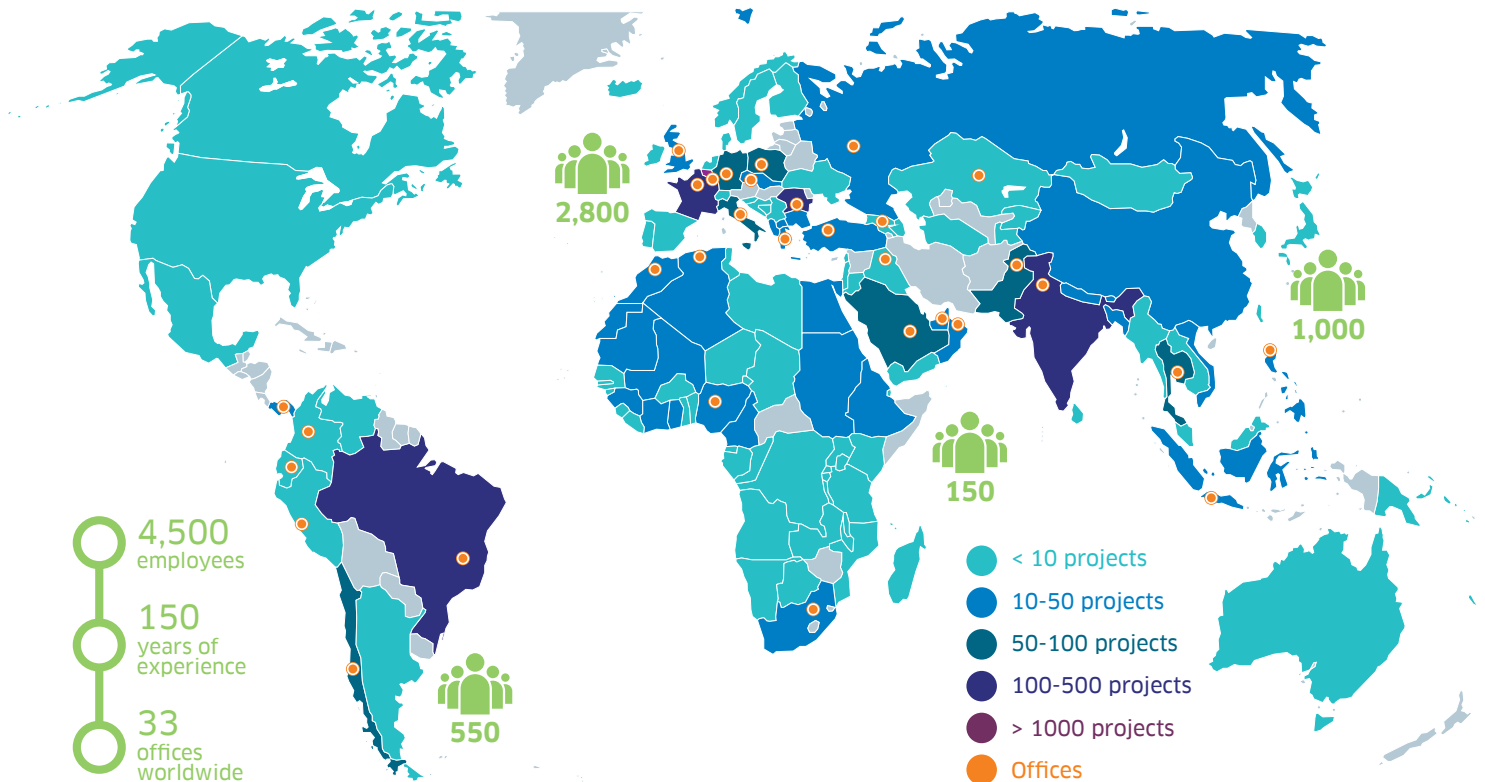 2,800
1,000
150
550
4,500
employees
150
years of
experience
33
offices
worldwide
< 10 projects
10-50 projects
50-100 projects
100-500 projects
> 1000 projects
Offices